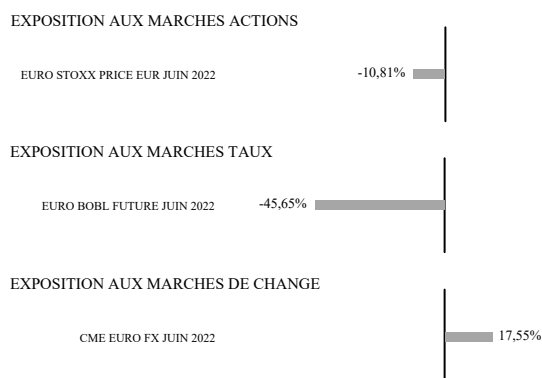 EXPOSITION AUX MARCHES ACTIONS
EURO STOXX PRICE EUR JUIN 2022 -10,81%
EXPOSITION AUX MARCHES TAUX
EURO BOBL FUTURE JUIN 2022 -45,65%
EXPOSITION AUX MARCHES DE CHANGE
CME EURO FX JUIN 2022 17,55%